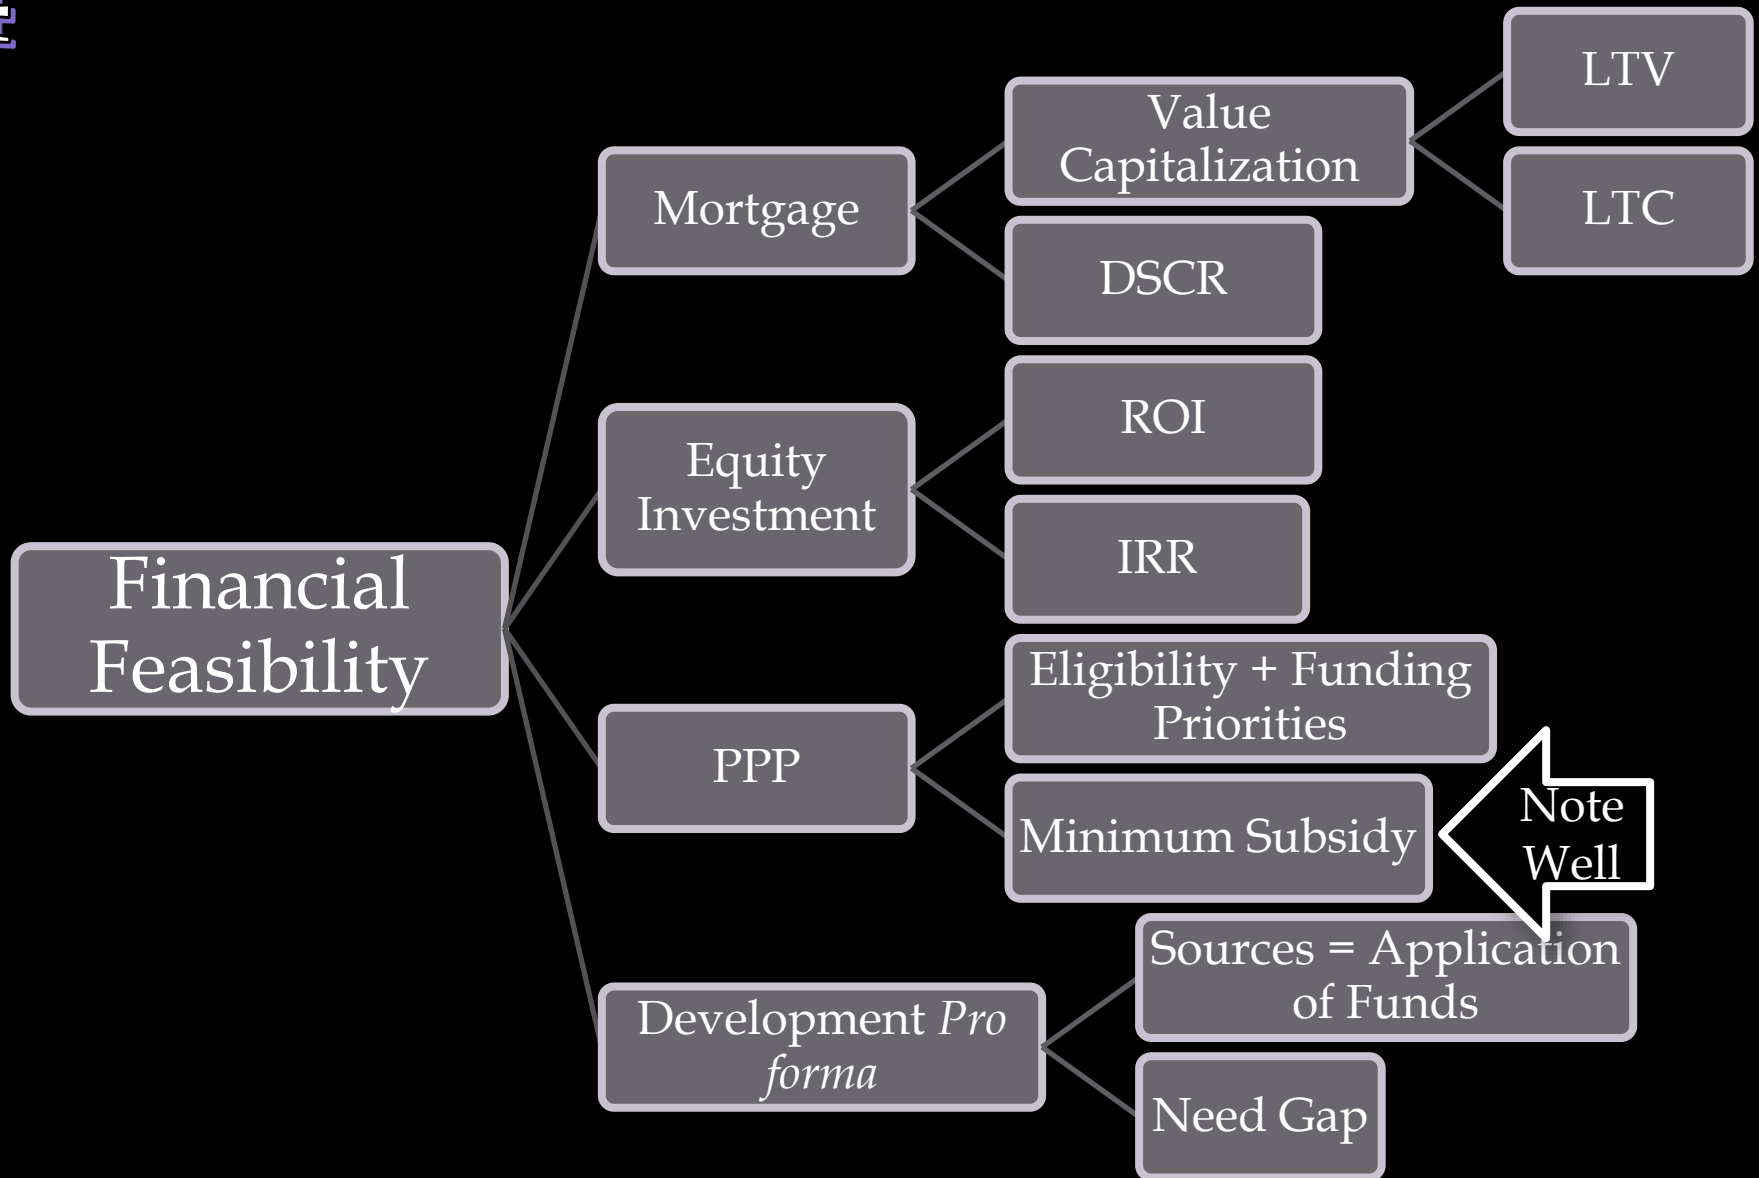 Financial
Feasibility
Mortgage
Value
Capitalization
LTV
LTC
DSCR
Equity
Investment
ROI
IRR
PPP
Eligibility + Funding
Priorities
Minimum Subsidy
Note
Well
Development Pro
forma
Sources = Application
of Funds
Need Gap